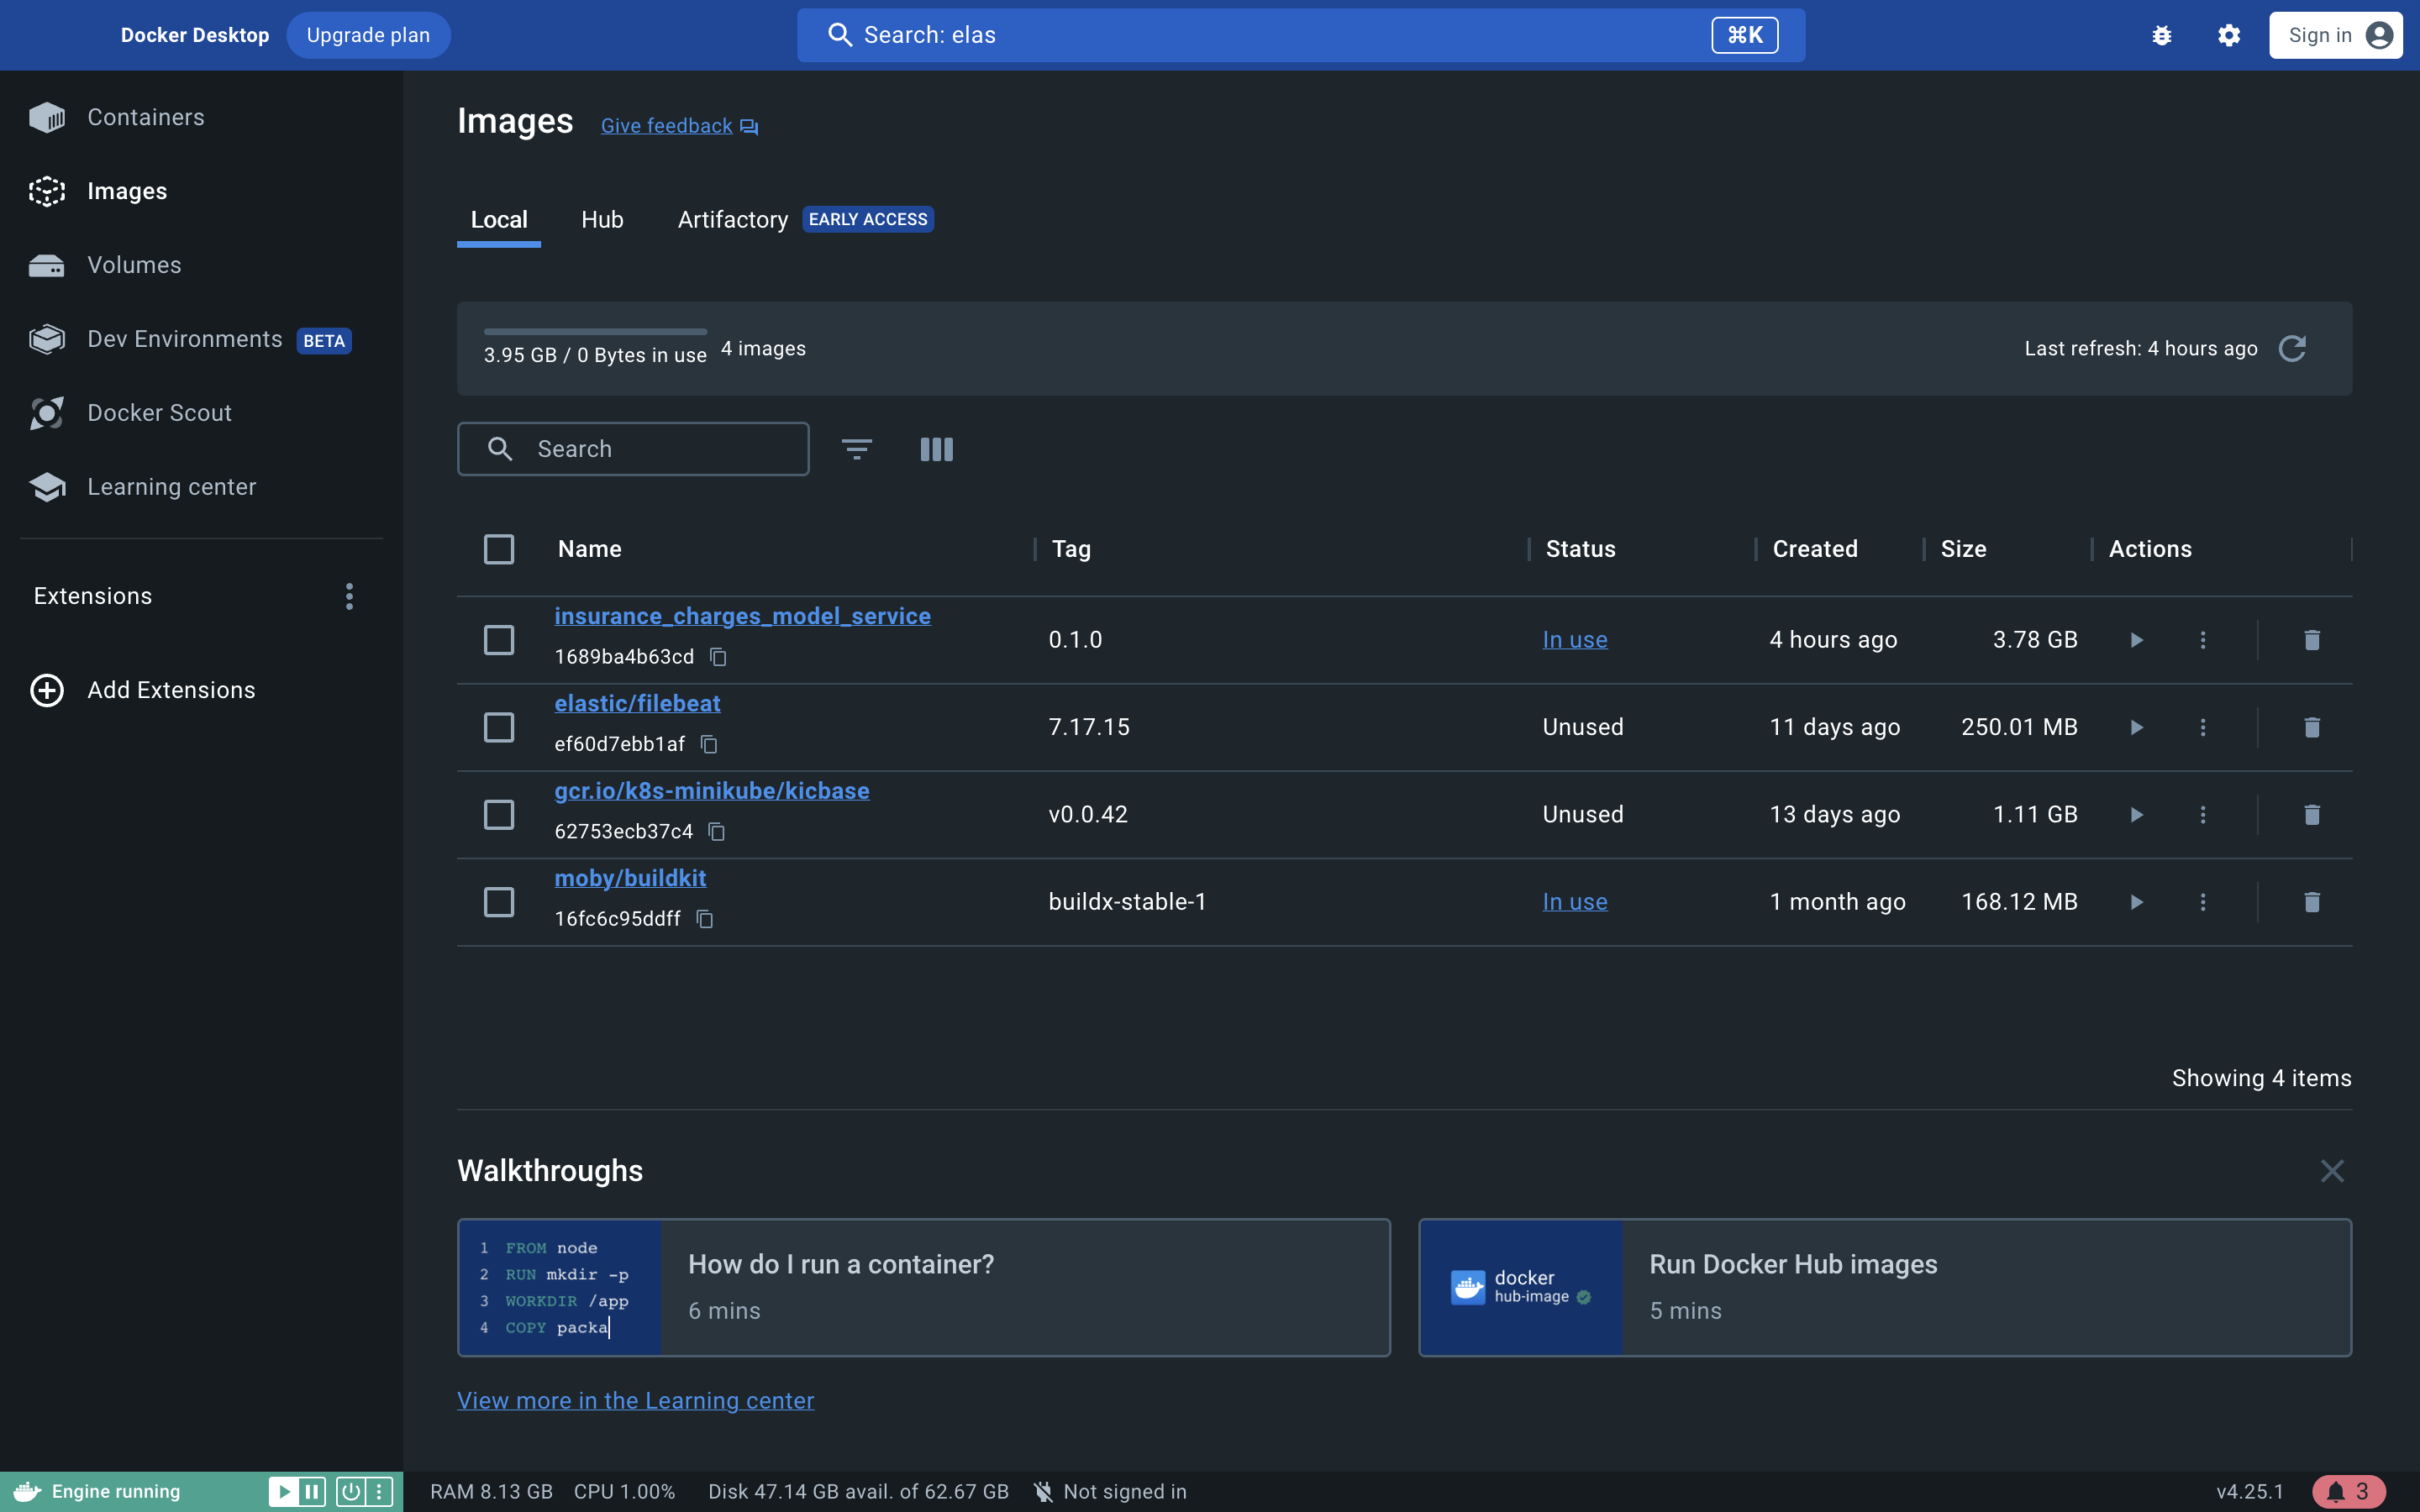 Docker Desktop
Upgrade plan
Search: elas
⌘K
Sign in
Containers
Images
Volumes
Dev Environments BETA
Docker Scout
Learning center
Extensions
Add Extensions
Images
Give feedback
Local
Hub
Artifactory EARLY ACCESS
3.95 GB / 0 Bytes in use
4 images
Last refresh: 4 hours ago
Search
Name Tag Status Created Size Actions
insurance_charges_model_service
1689ba4b63cd
0.1.0 In use 4 hours ago 3.78 GB
elastic/filebeat
ef60d7ebb1af
7.17.15 Unused 11 days ago 250.01 MB
gcr.io/k8s-minikube/kicbase
62753ecb37c4
v0.0.42 Unused 13 days ago 1.11 GB
moby/buildkit
16fc6c95ddff
buildx-stable-1 In use 1 month ago 168.12 MB
Showing 4 items
Walkthroughs
1 FROM node
2 RUN mkdir -p
3 WORKDIR /app
4 COPY packa
How do I run a container?
6 mins
docker
hub-image
Run Docker Hub images
5 mins
View more in the Learning center
Engine running
RAM 8.13 GB CPU 1.00% Disk 47.14 GB avail. of 62.67 GB Not signed in
v4.25.1
3